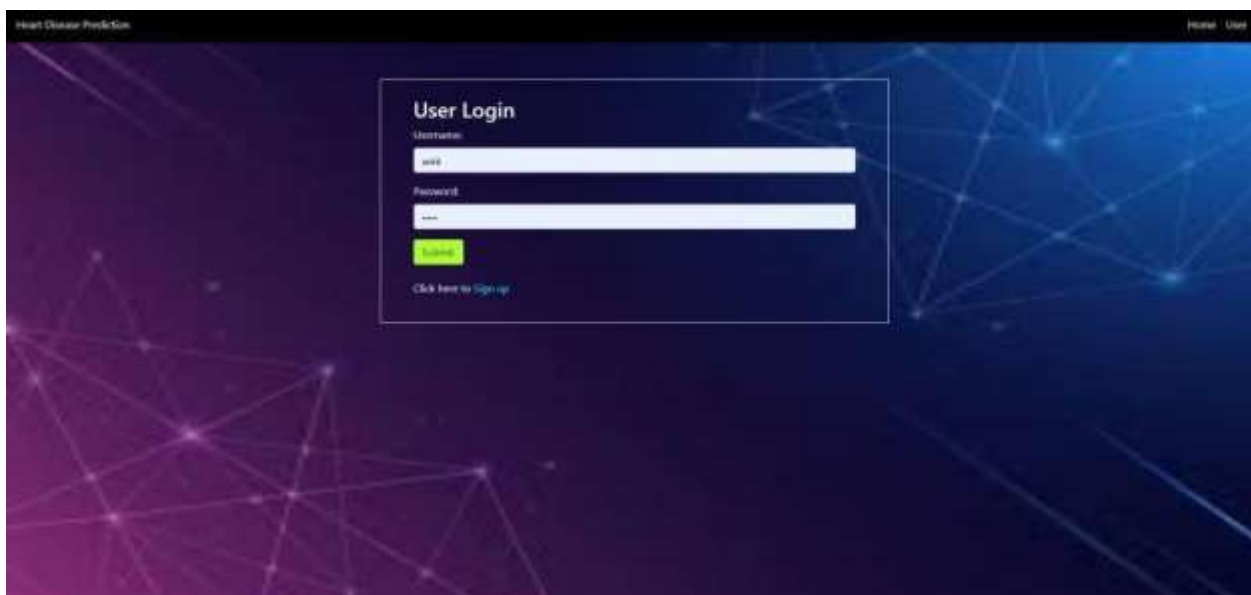 Heart Disease Prediction
Home User
User Login
Username:
Password:
Submit
Click here to Sign up